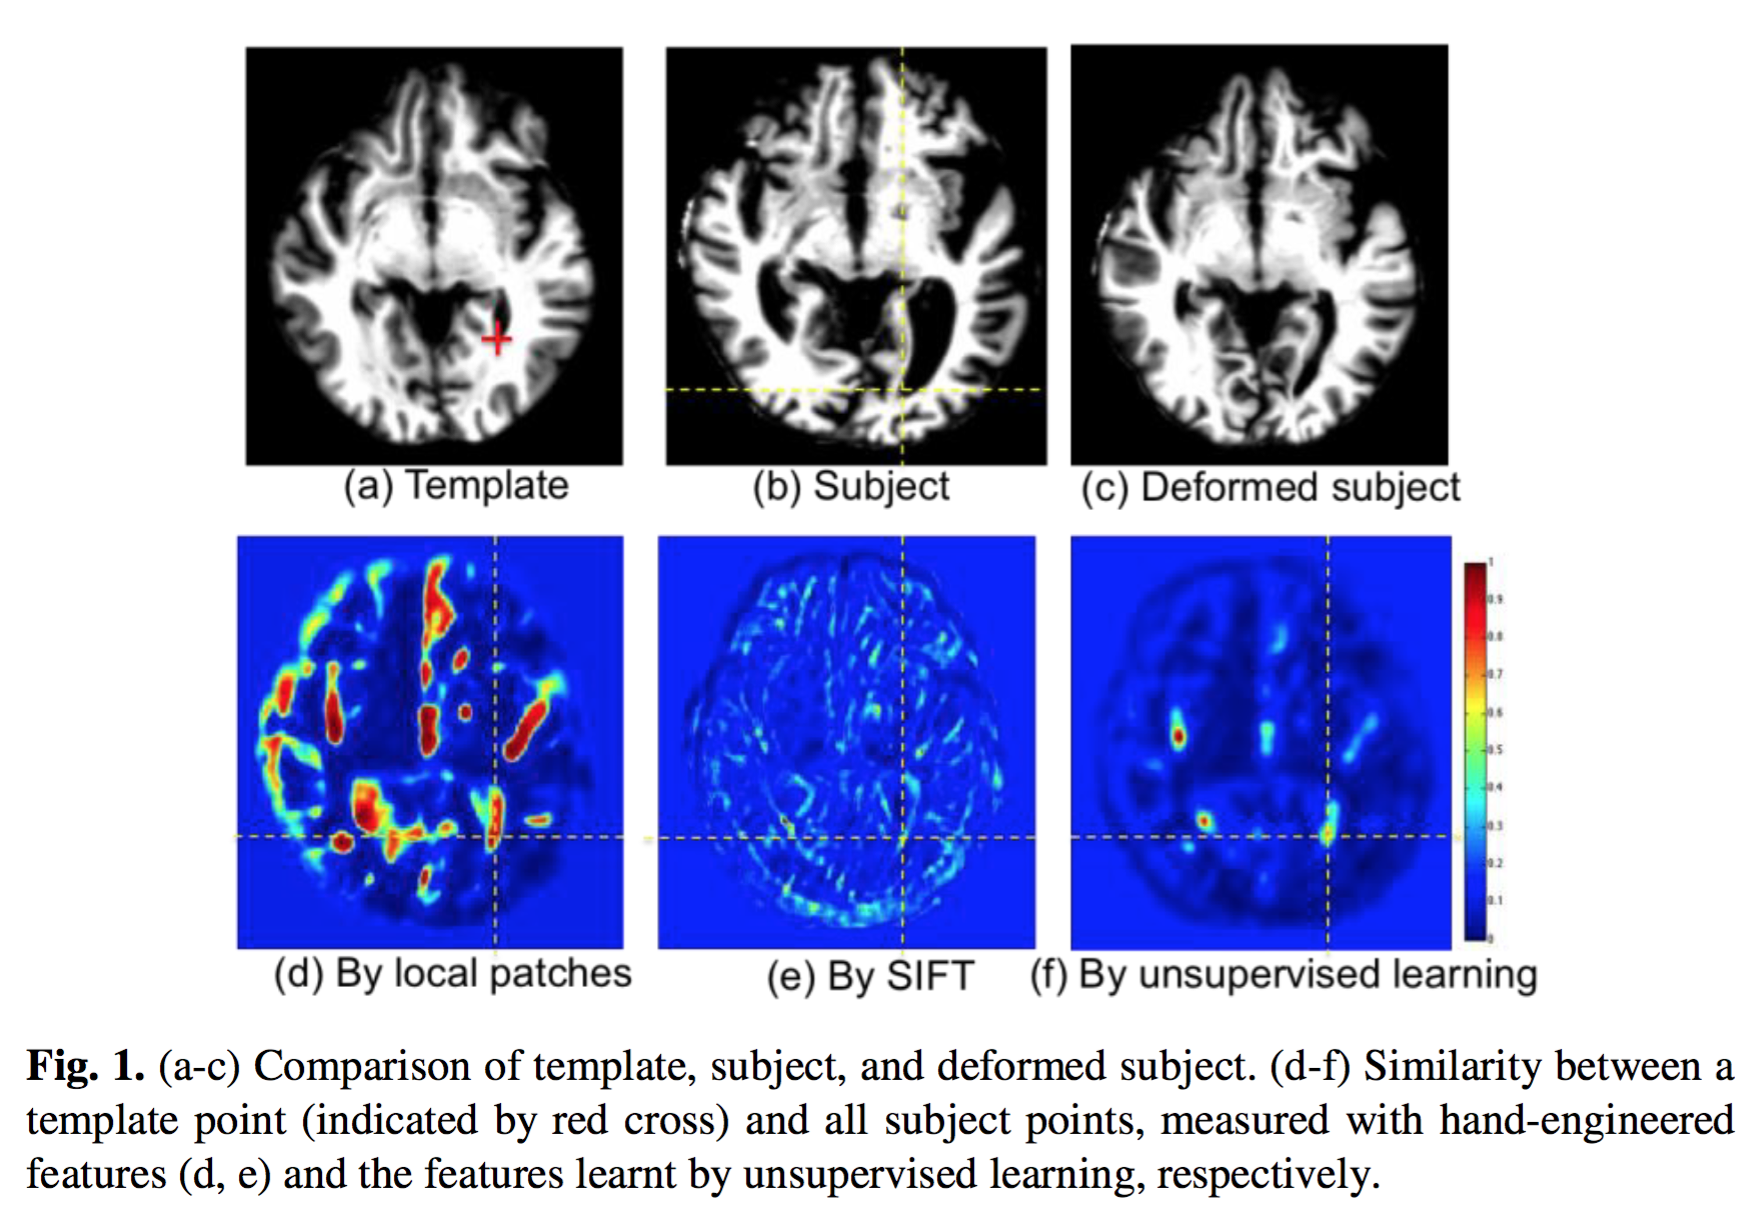 (a) Template
(b) Subject
(c) Deformed subject
1
0.9
0.8
0.7
0.6
0.5
0.4
0.3
0.2
0.1
0
(d) By local patches
(e) By SIFT
(f) By unsupervised learning
Fig. 1. (a-c) Comparison of template, subject, and deformed subject. (d-f) Similarity between a
template point (indicated by red cross) and all subject points, measured with hand-engineered
features (d, e) and the features learnt by unsupervised learning, respectively.